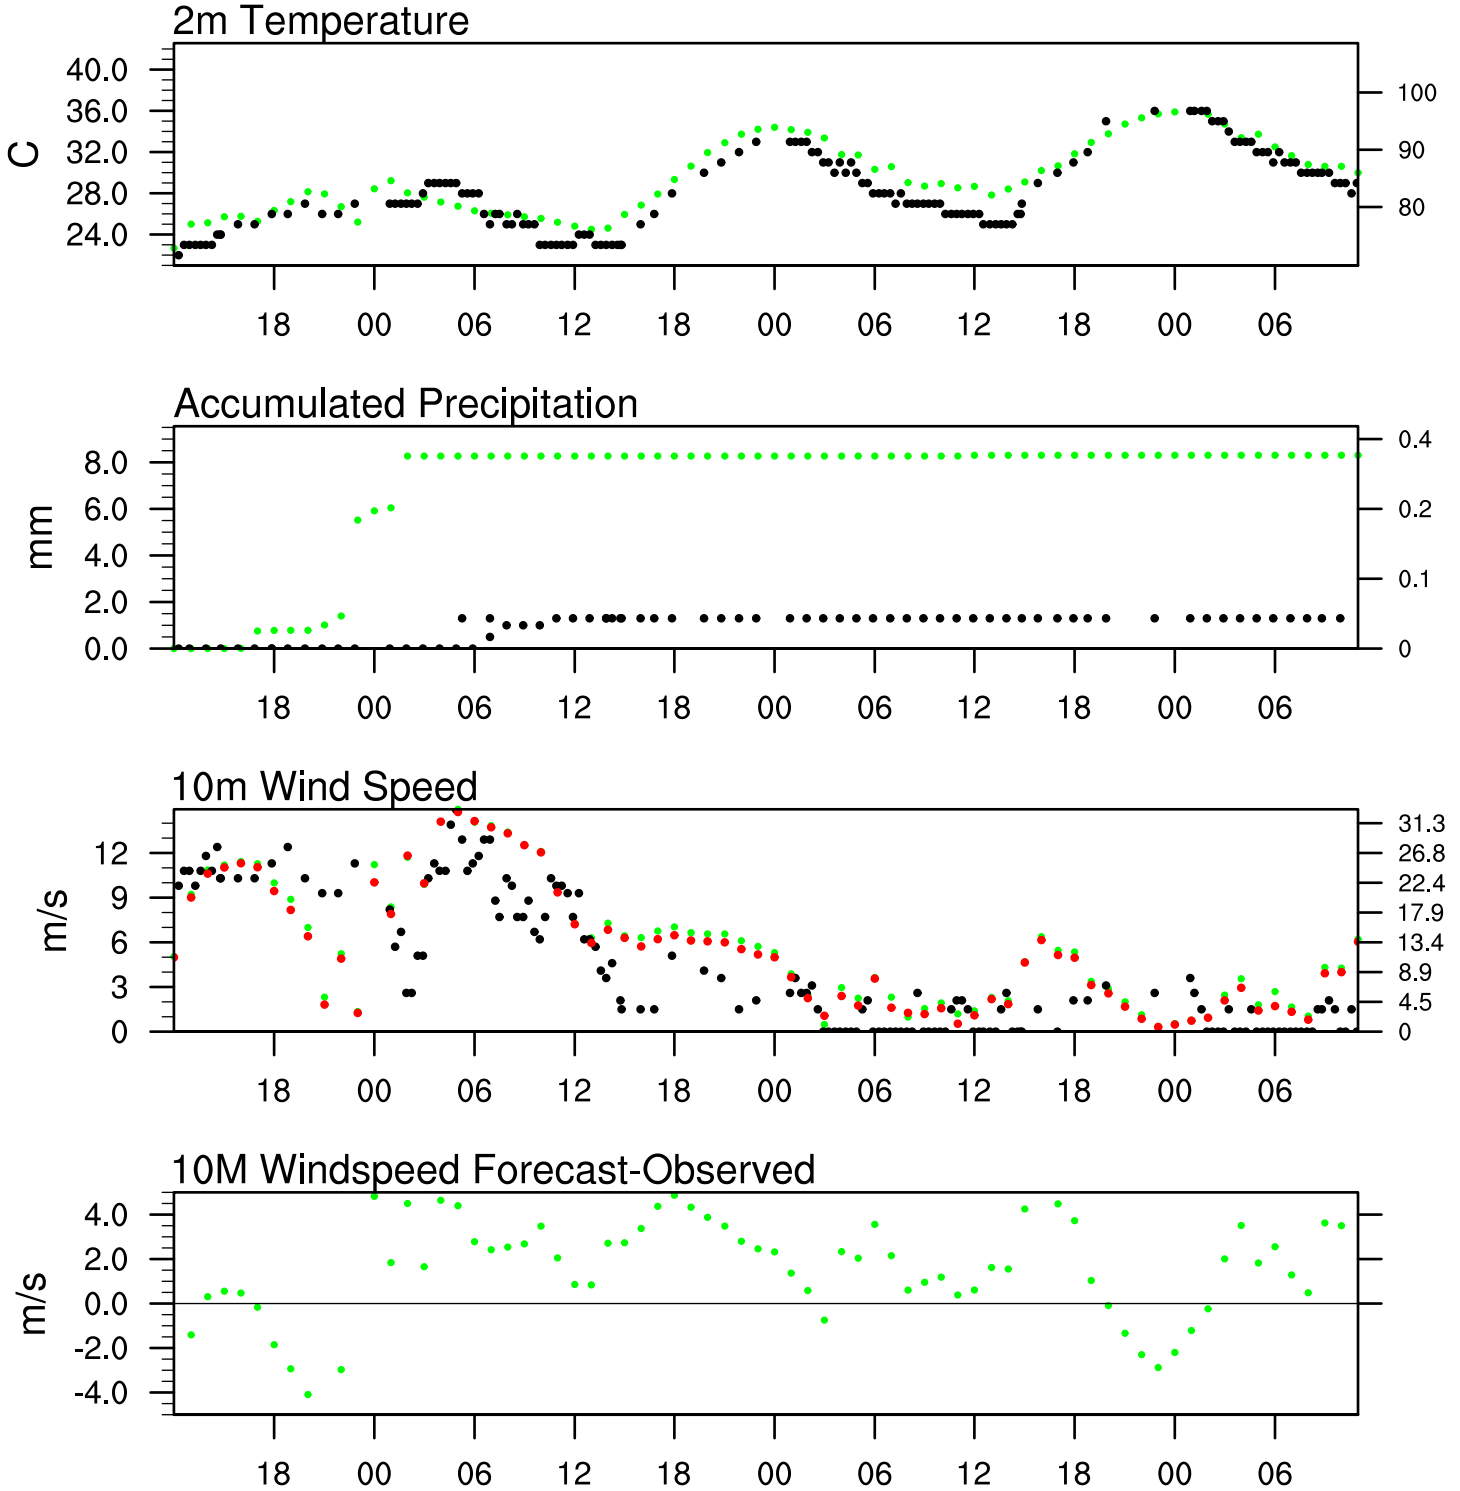 2m Temperature
C
40.0
36.0
32.0
28.0
24.0
100
90
80
18 00 06 12 18 00 06 12 18 00 06
Accumulated Precipitation
mm
8.0
6.0
4.0
2.0
0.0
0.4
0.2
0.1
0
18 00 06 12 18 00 06 12 18 00 06
10m Wind Speed
m/s
12
9
6
3
0
31.3
26.8
22.4
17.9
13.4
8.9
4.5
0
18 00 06 12 18 00 06 12 18 00 06
10M Windspeed Forecast-Observed
m/s
4.0
2.0
0.0
-2.0
-4.0
18 00 06 12 18 00 06 12 18 00 06